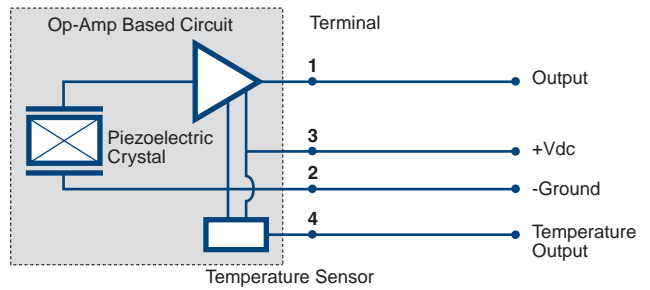 Op-Amp Based Circuit
Terminal
1
Output
Piezoelectric
Crystal
3
+Vdc
2
-Ground
4
Temperature
Output
Temperature Sensor